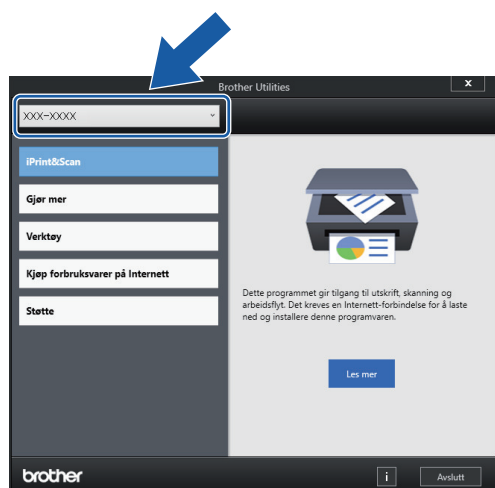 Brother Utilities
x
XXX-XXXX
iPrint&Scan
Gjør mer
Verktøy
Kjøp forbruksvarer på Internett
Støtte
Dette programmet gir tilgang til utskrift, skanning og
arbeidsflyt. Det kreves en Internett-forbindelse for å laste
ned og installere denne programvaren.
Les mer
brother
i
Avslutt